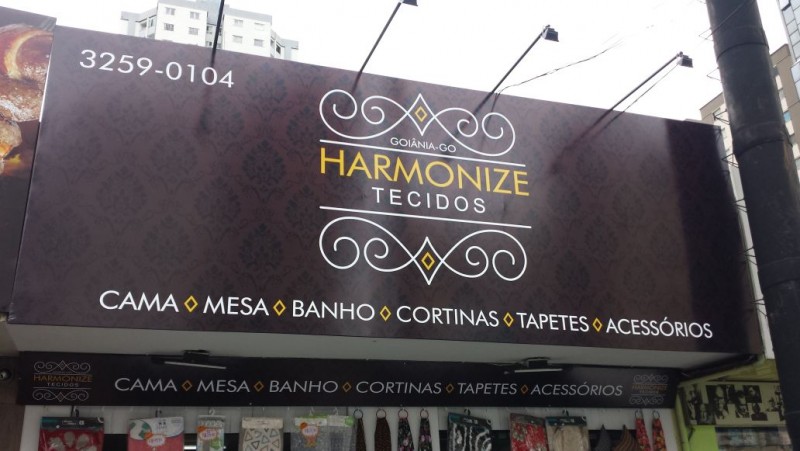 3259-0104
GOIÂNIA-GO
HARMONIZE
TECIDOS
CAMA ◇ MESA ◇ BANHO ◇ CORTINAS ◇ TAPETES ◇ ACESSÓRIOS
HARMONIZE
TECIDOS
CAMA ◇ MESA ◇ BANHO ◇ CORTINAS ◇ TAPETES ◇ ACESSÓRIOS
HARMONIZE